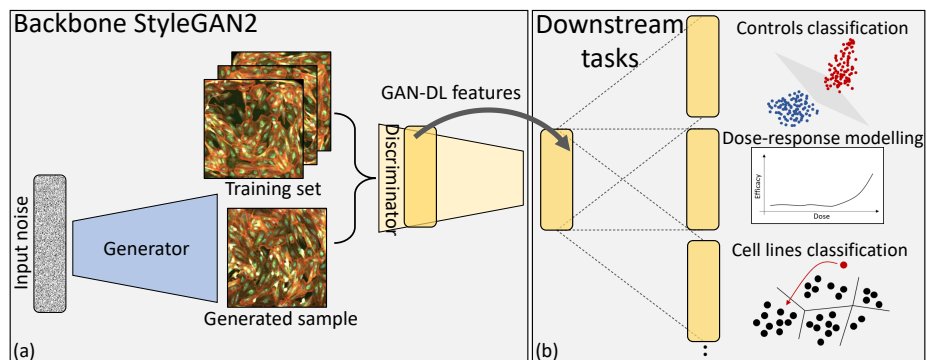 Backbone StyleGAN2
Input noise
Generator
Training set
Generated sample
Discriminator
GAN-DL features
(a)
Downstream
tasks
Controls classification
Dose-response modelling
Efficacy
Dose
Cell lines classification
(b)